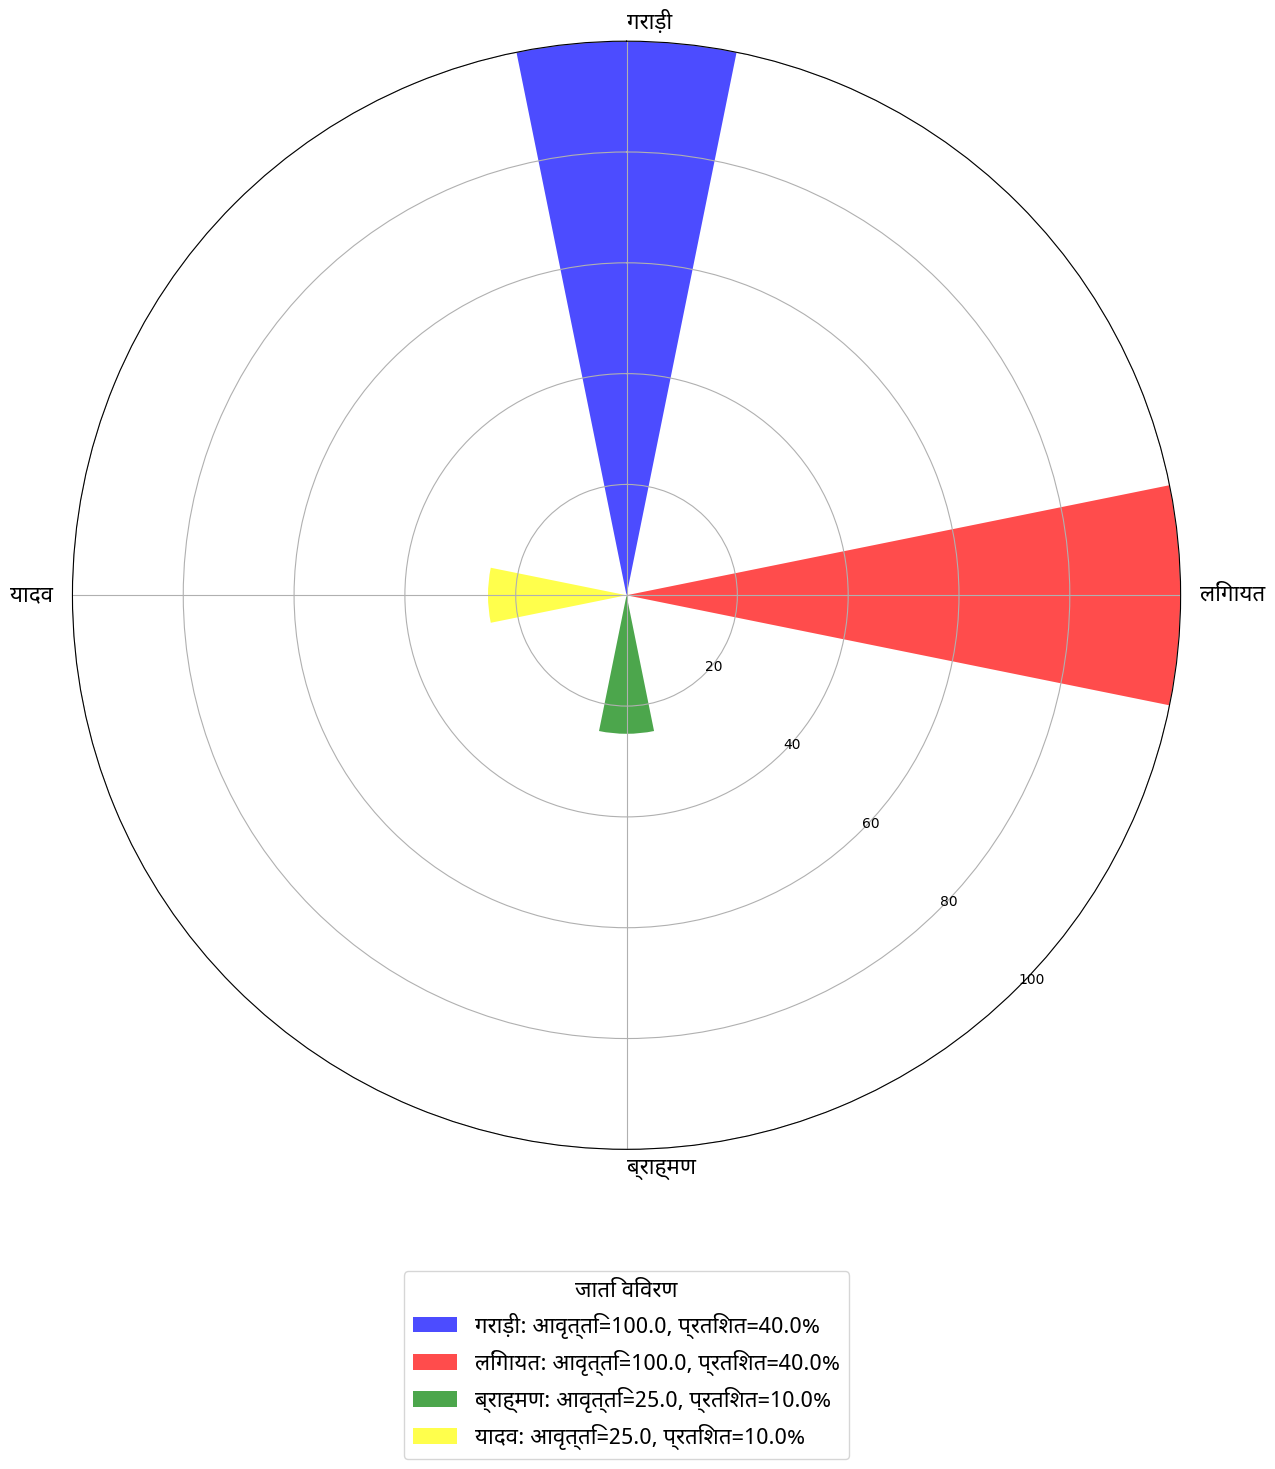 गराड़ी
यादव
लिगायत
20
40
60
80
100
ब्राह्मण
जाति विवरण
गराड़ी: आवृत्ति=100.0, प्रतिशत=40.0%
लिगायत: आवृत्ति=100.0, प्रतिशत=40.0%
ब्राह्मण: आवृत्ति=25.0, प्रतिशत=10.0%
यादव: आवृत्ति=25.0, प्रतिशत=10.0%